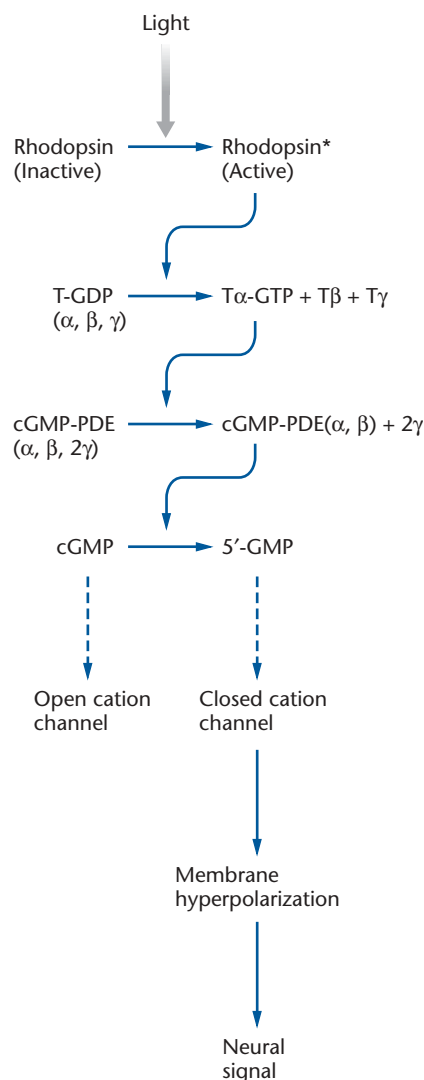 Light
Rhodopsin
(Inactive)
Rhodopsin*
(Active)
T-GDP
(α, β, γ)
Tα-GTP + Tβ + Tγ
cGMP-PDE
(α, β, 2γ)
cGMP-PDE(α, β) + 2γ
cGMP
5′-GMP
Open cation
channel
Closed cation
channel
Membrane
hyperpolarization
Neural
signal